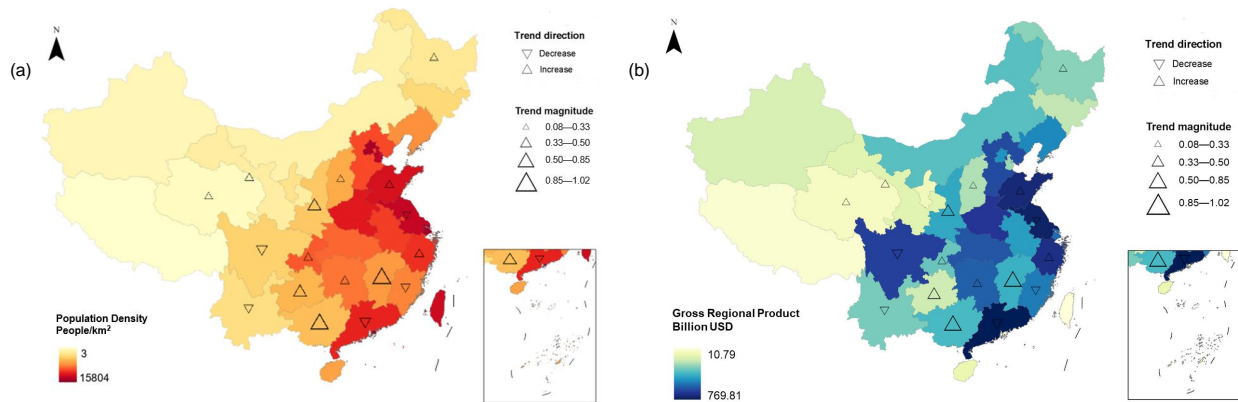 (a)
N
Trend direction
Decrease
Increase
Trend magnitude
0.08—0.33
0.33—0.50
0.50—0.85
0.85—1.02
Population Density
People/km²
3
15804
(b)
N
Trend direction
Decrease
Increase
Trend magnitude
0.08—0.33
0.33—0.50
0.50—0.85
0.85—1.02
Gross Regional Product
Billion USD
10.79
769.81